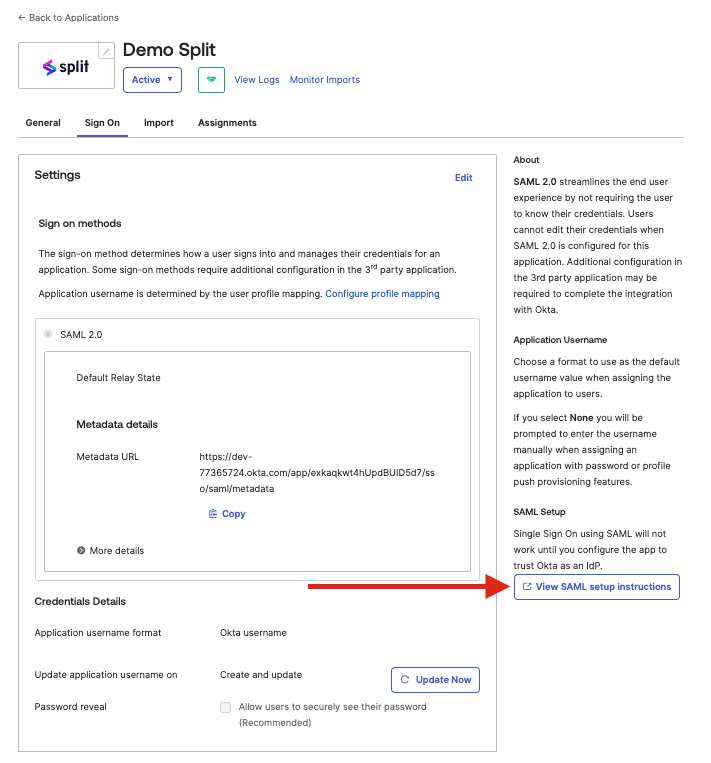 ← Back to Applications
split
Demo Split
Active ▼
View Logs
Monitor Imports
General
Sign On
Import
Assignments
Settings
Edit
Sign on methods
The sign-on method determines how a user signs into and manages their credentials for an
application. Some sign-on methods require additional configuration in the 3rd party application.
Application username is determined by the user profile mapping. Configure profile mapping
SAML 2.0
Default Relay State
Metadata details
Metadata URL
https://dev-
77365724.okta.com/app/exkaqkwt4hUpdBUID5d7/ss
o/saml/metadata
Copy
More details
Credentials Details
Application username format
Okta username
Update application username on
Create and update
Update Now
Password reveal
Allow users to securely see their password
(Recommended)
About
SAML 2.0 streamlines the end user
experience by not requiring the user
to know their credentials. Users
cannot edit their credentials when
SAML 2.0 is configured for this
application. Additional configuration in
the 3rd party application may be
required to complete the integration
with Okta.
Application Username
Choose a format to use as the default
username value when assigning the
application to users.
If you select None you will be
prompted to enter the username
manually when assigning an
application with password or profile
push provisioning features.
SAML Setup
Single Sign On using SAML will not
work until you configure the app to
trust Okta as an IdP.
View SAML setup instructions